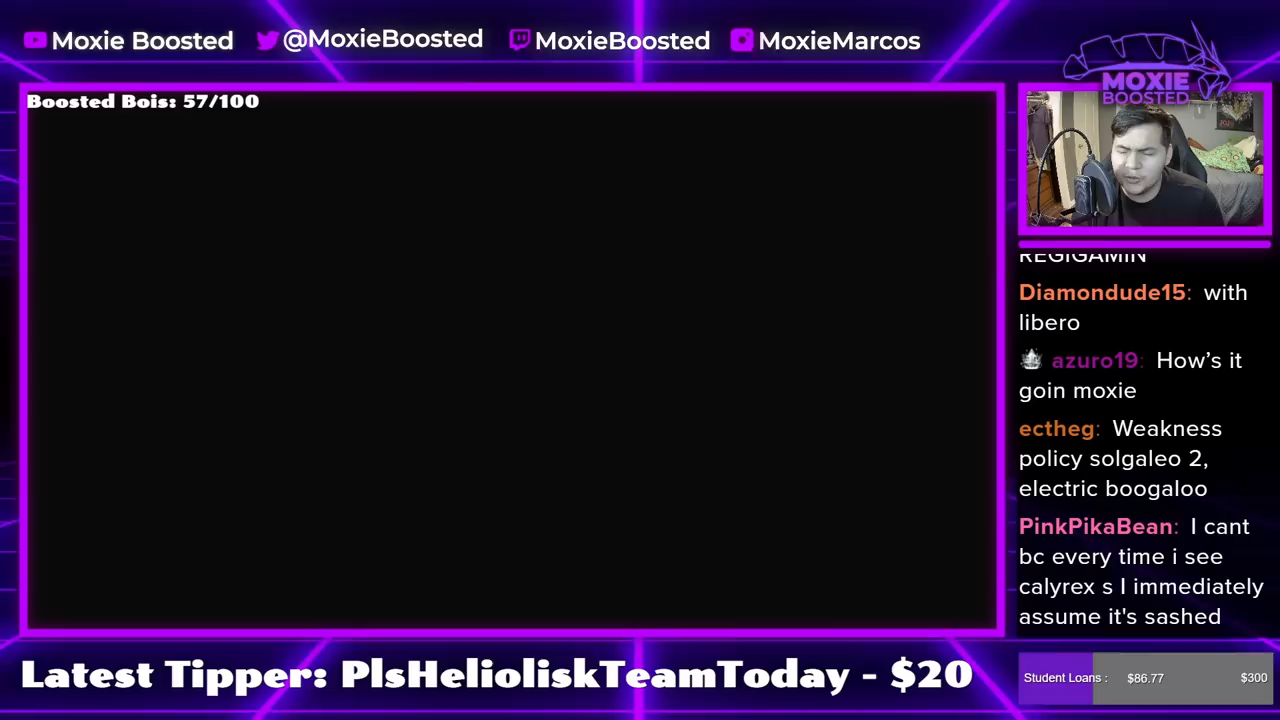 Moxie Boosted @MoxieBoosted MoxieBoosted MoxieMarcos
MOXIE
BOOSTED
Boosted Bois: 57/100
REGIGAMIN
Diamondude15: with
libero
azuro19: How’s it
goin moxie
ectheg: Weakness
policy solgaleo 2,
electric boogaloo
PinkPikaBean: I cant
bc every time i see
calyrex s I immediately
assume it's sashed
Latest Tipper: PlsHelioliskTeamToday - $20
Student Loans : $86.77 $300